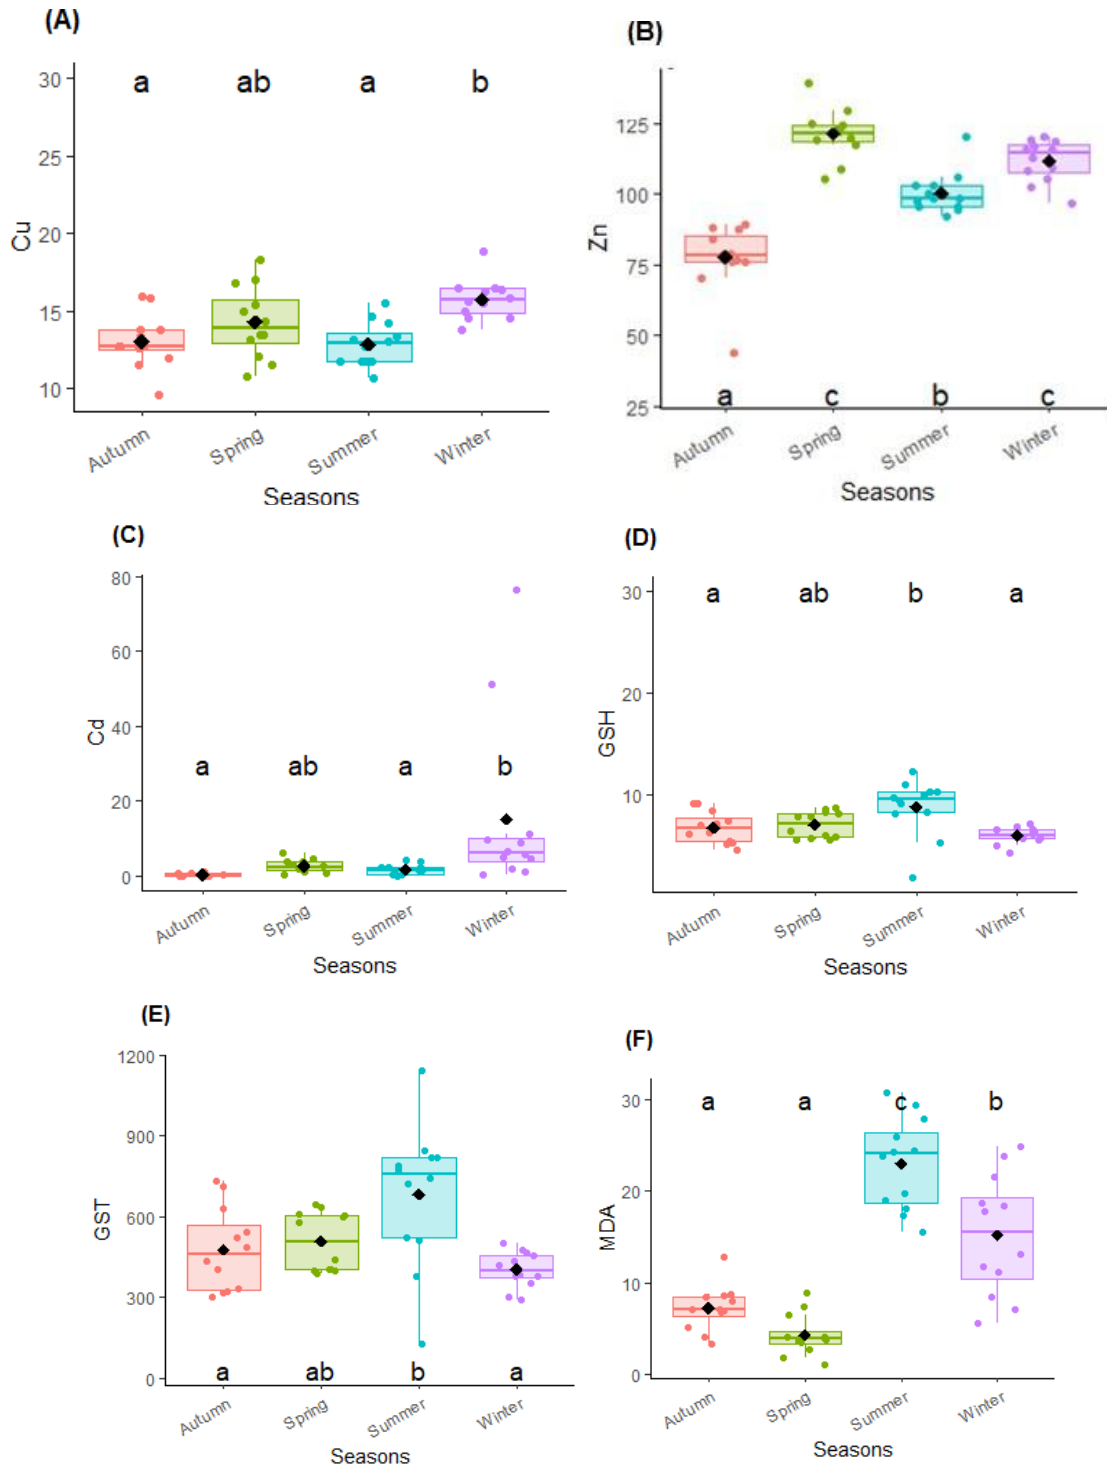 (A)
30
25
20
15
10
Cu
a ab a b
Autumn Spring Summer Winter
Seasons
(B)
125
100
75
50
25
Zn
a c b c
Autumn Spring Summer Winter
Seasons
(C)
80
60
40
20
0
Cd
a ab a b
Autumn Spring Summer Winter
Seasons
(D)
30
20
10
GSH
a ab b a
Autumn Spring Summer Winter
Seasons
(E)
1200
900
600
300
0
GST
a ab b a
Autumn Spring Summer Winter
Seasons
(F)
30
20
10
0
MDA
a a c b
Autumn Spring Summer Winter
Seasons